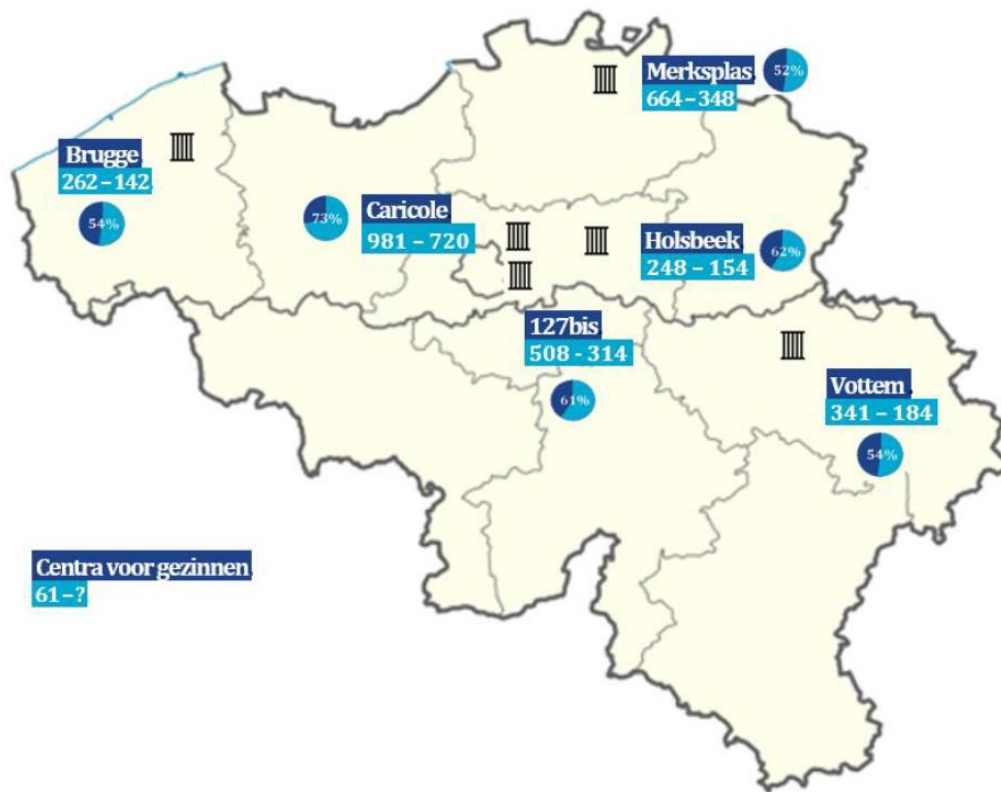 Merksplas
52%
664 – 348
Brugge
262 – 142
54%
73%
Caricole
981 – 720
Holsbeek
248 – 154
62%
127bis
508 - 314
61%
Vottem
341 – 184
54%
Centra voor gezinnen
61 – ?